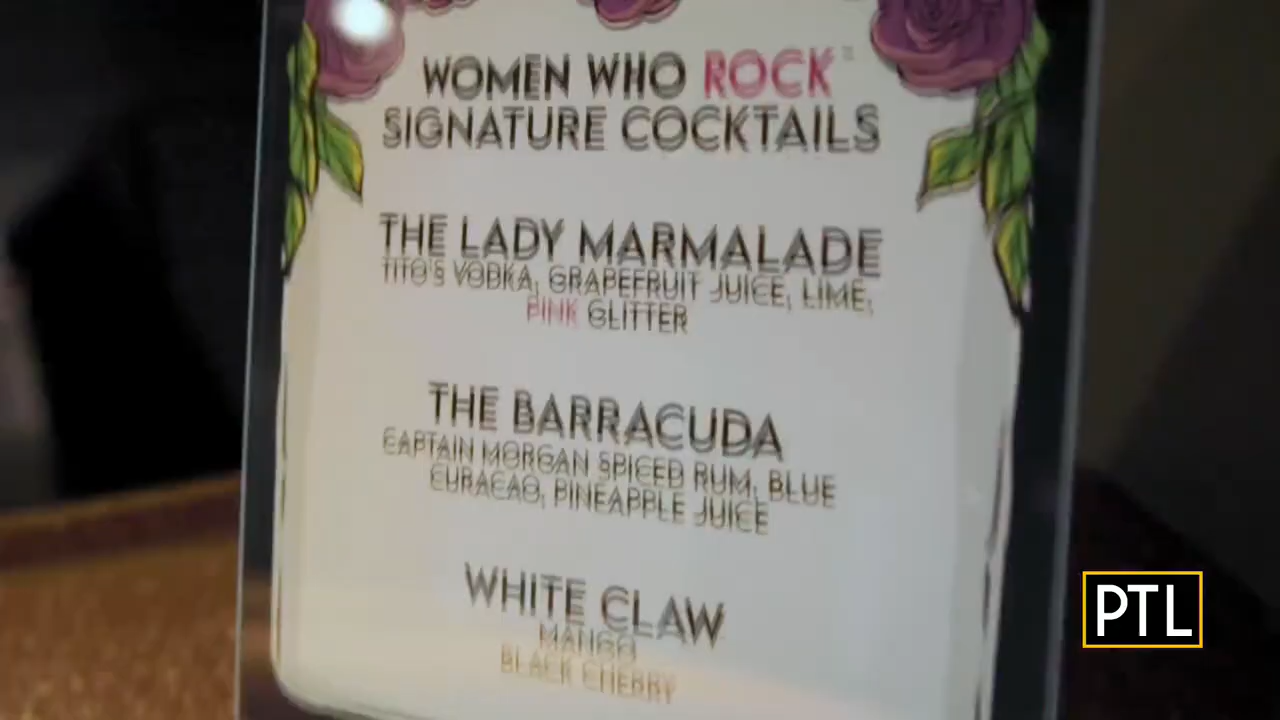 WOMEN WHO ROCK
SIGNATURE COCKTAILS
THE LADY MARMALADE
TITO'S VODKA, GRAPEFRUIT JUICE, LIME,
PINK GLITTER
THE BARRACUDA
CAPTAIN MORGAN SPICED RUM, BLUE
CURACAO, PINEAPPLE JUICE
WHITE CLAW
MANGO
BLACK CHERRY
PTL